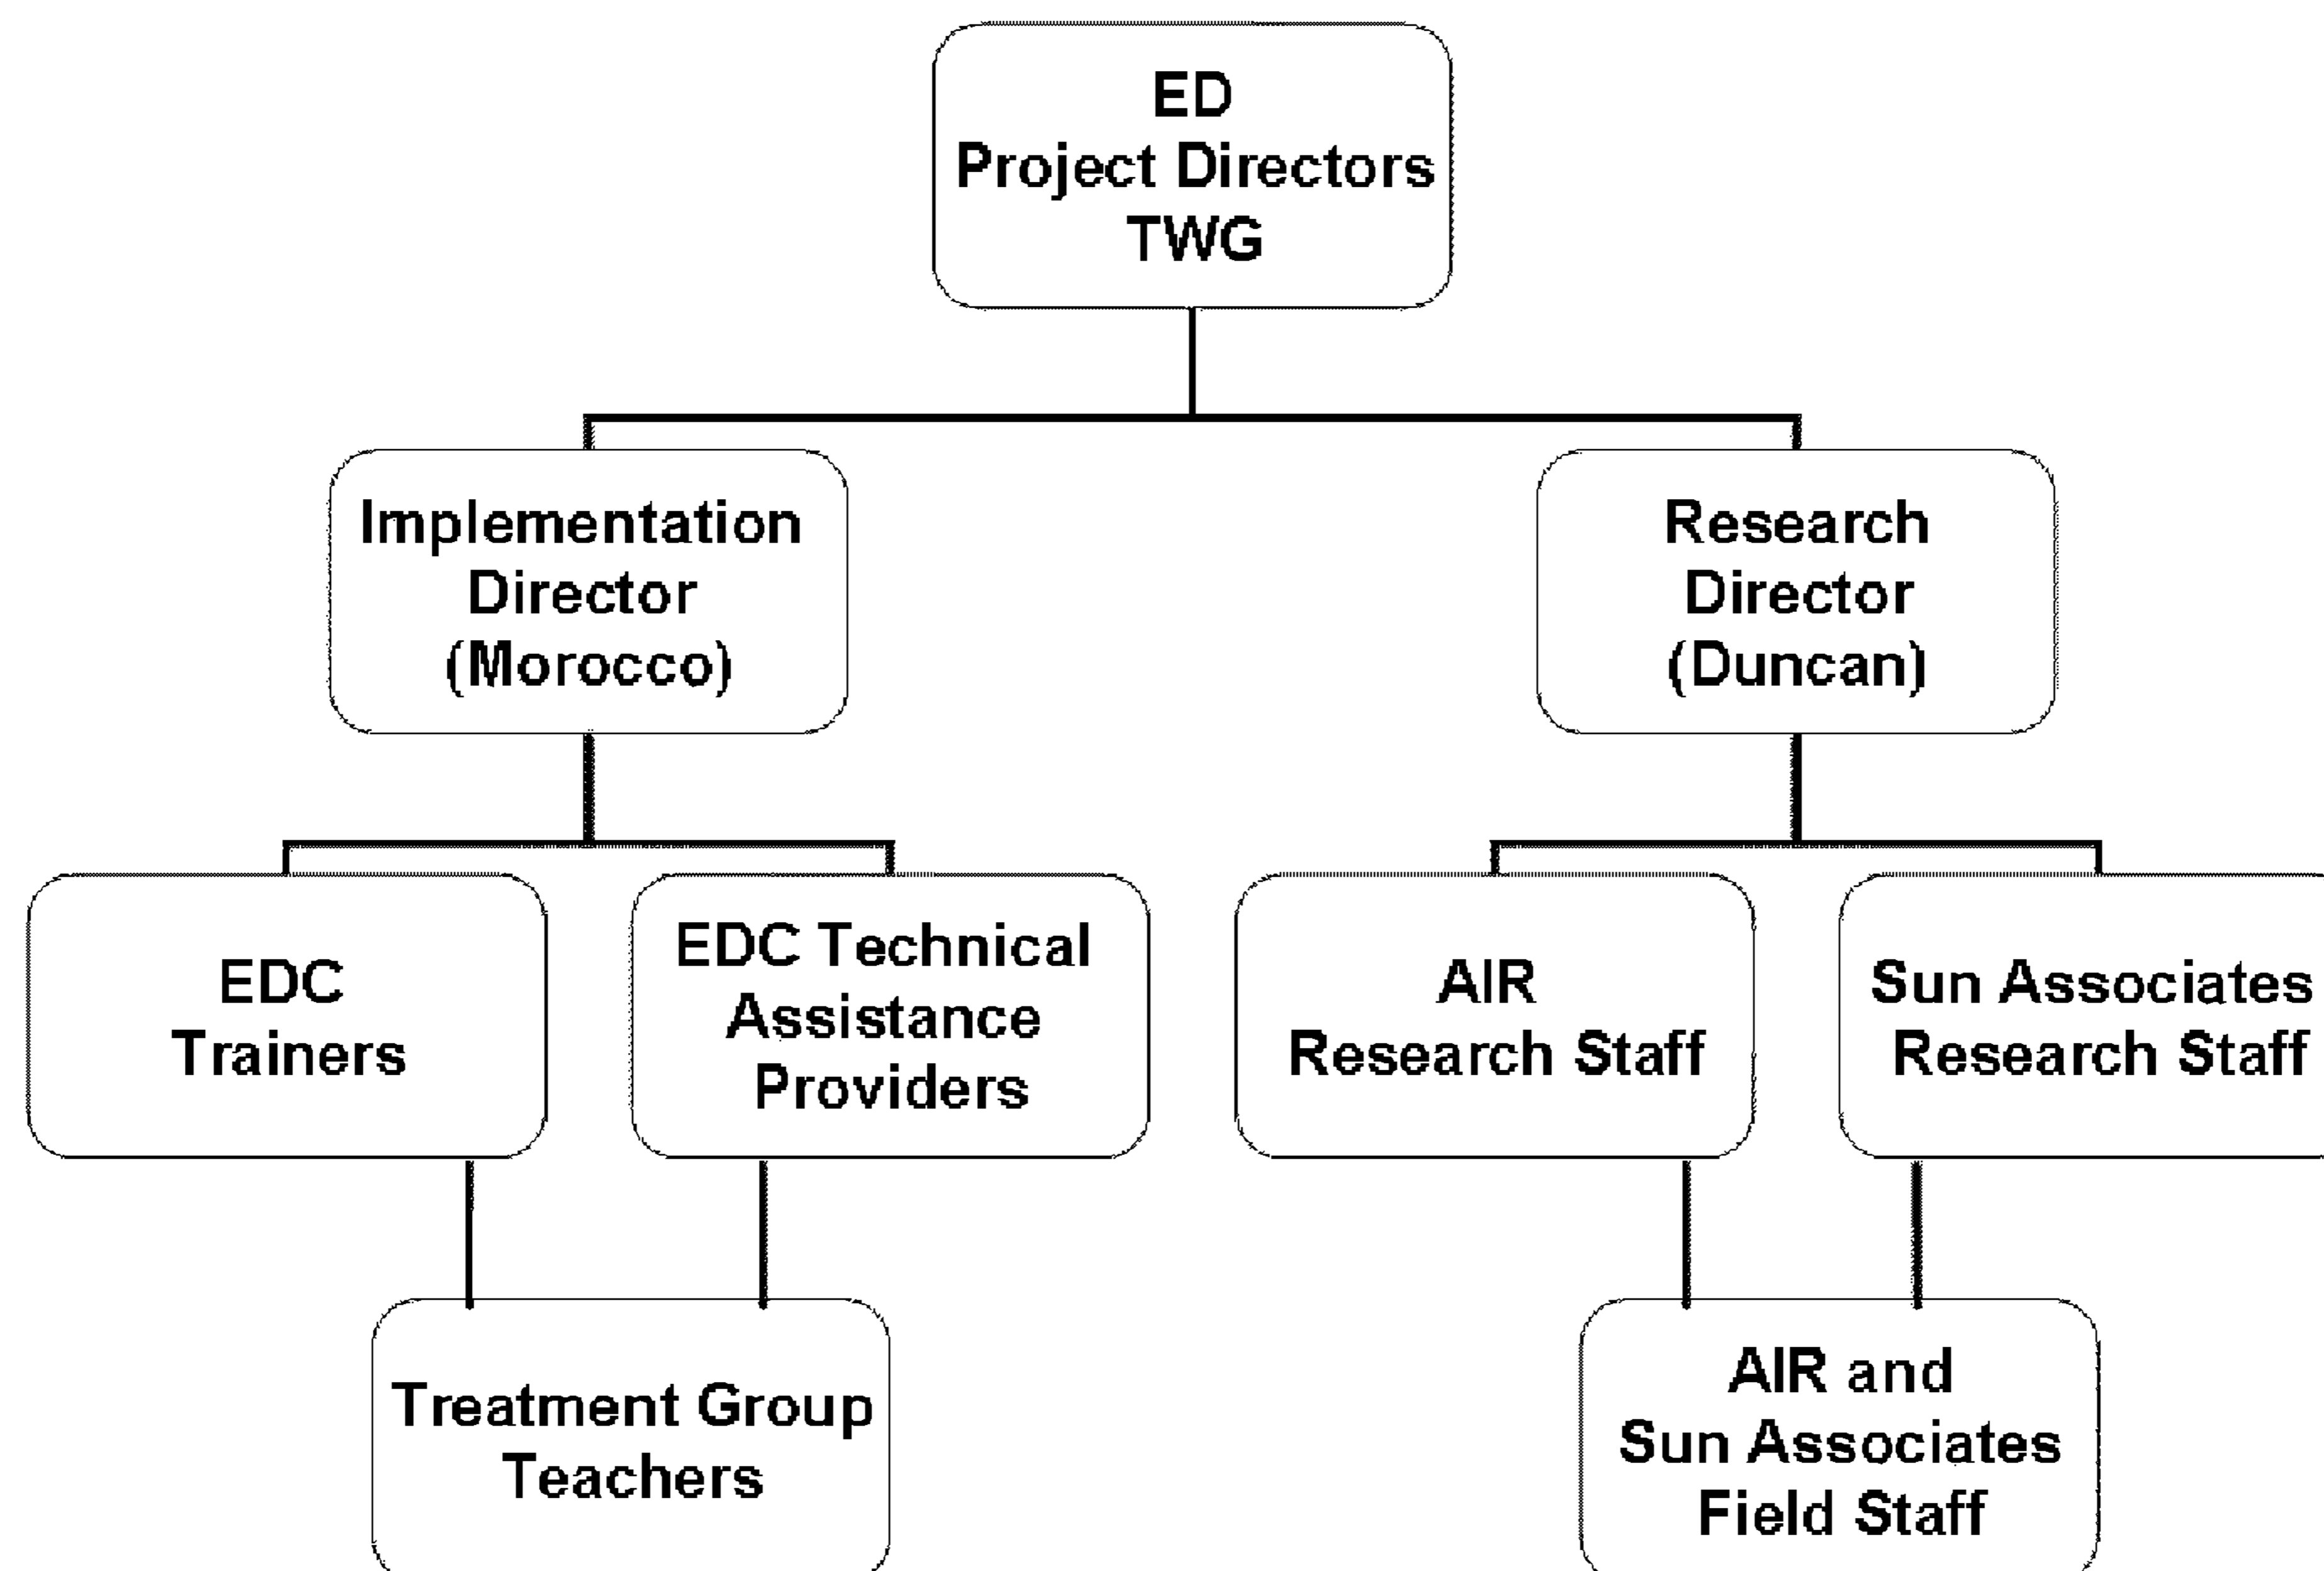 ED
Project Directors
TWG
Implementation
Director
(Morocco)
Research
Director
(Duncan)
EDC
Trainers
EDC Technical
Assistance
Providers
AIR
Research Staff
Sun Associates
Research Staff
Treatment Group
Teachers
AIR and
Sun Associates
Field Staff